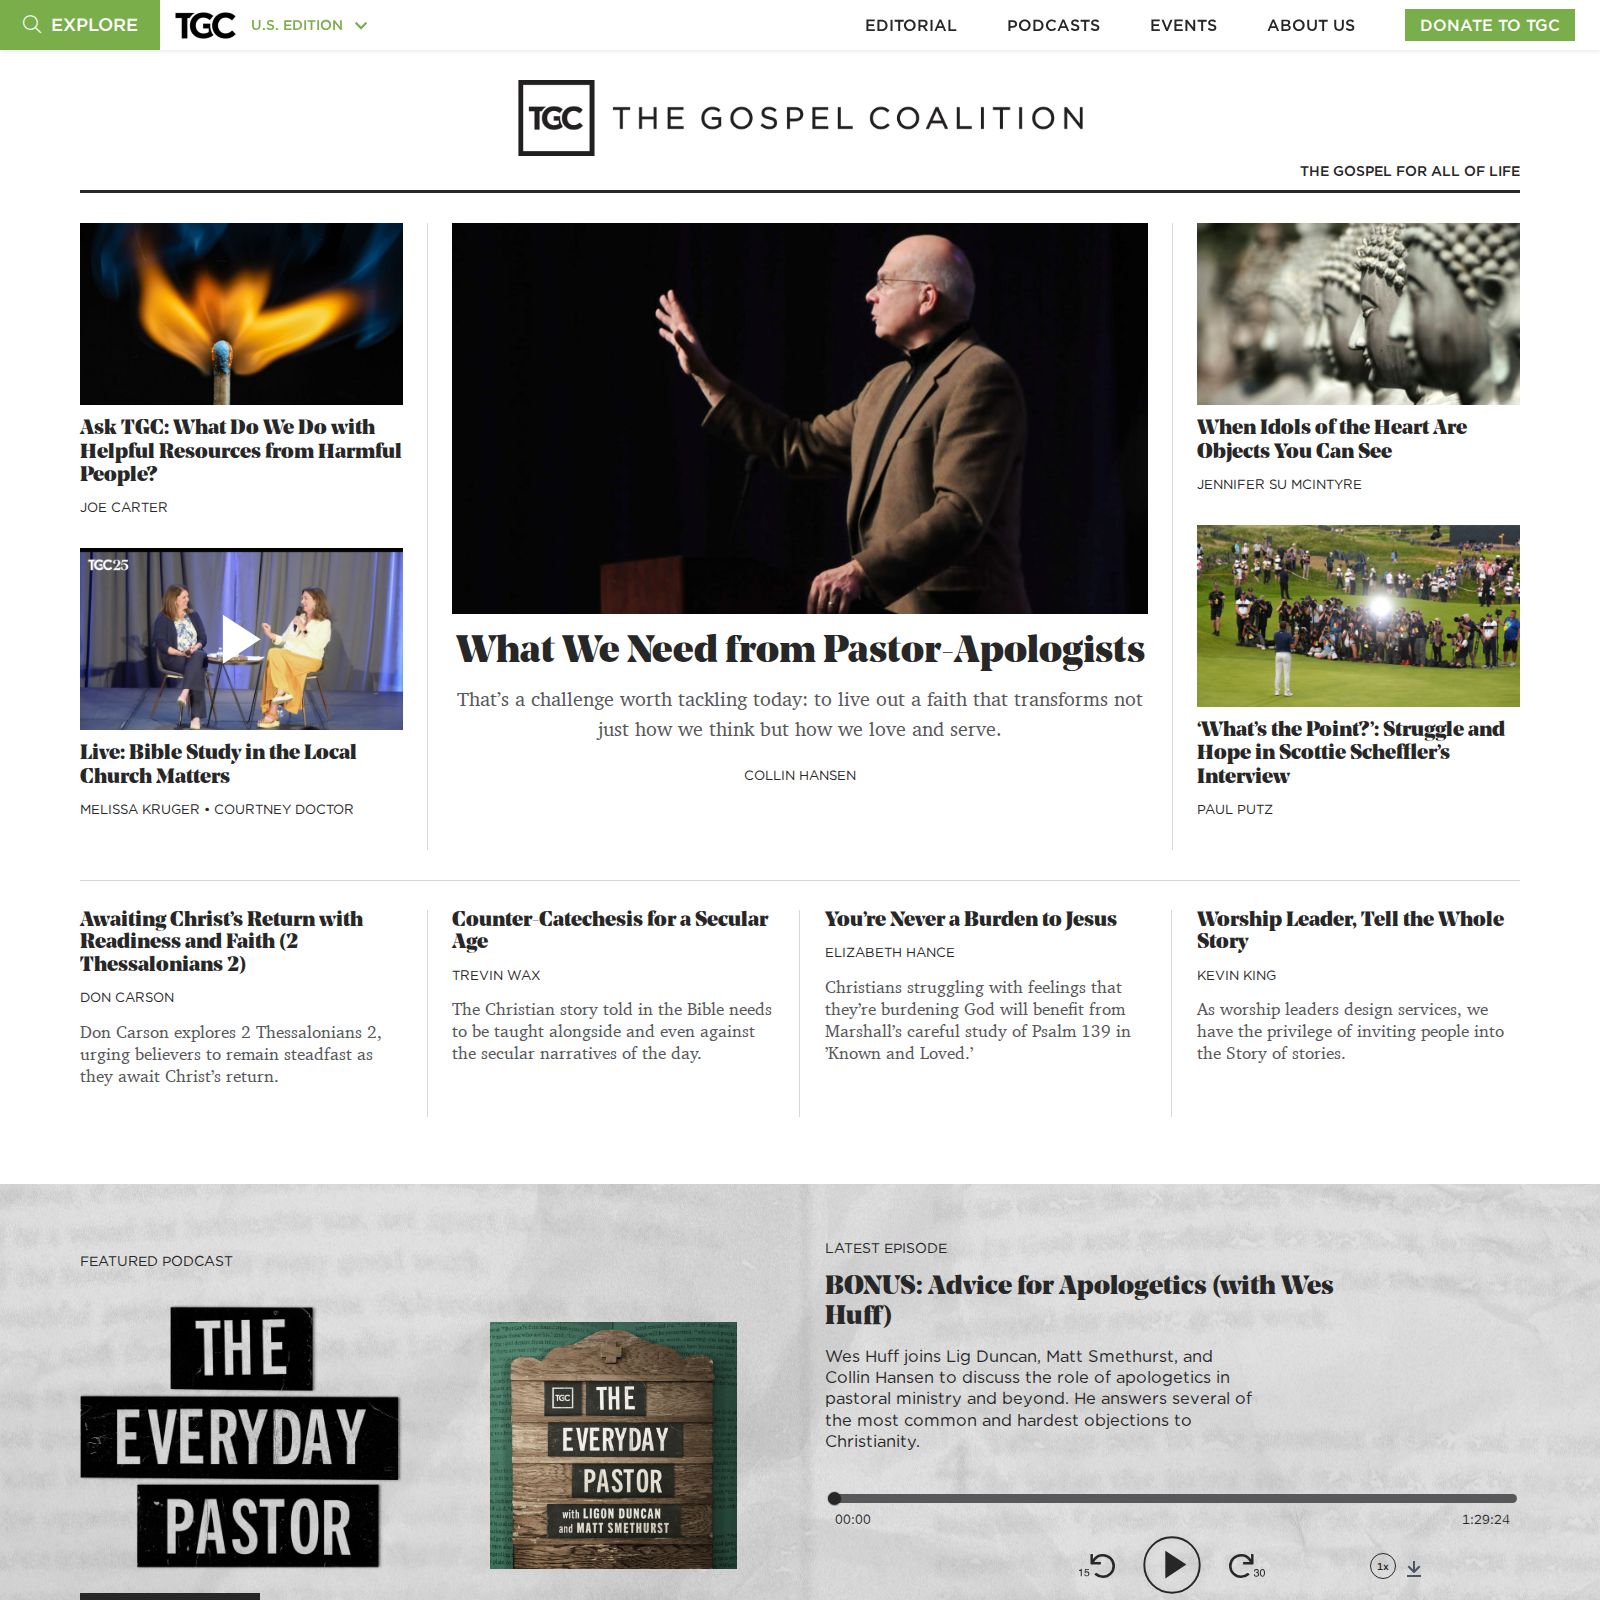 EXPLORE
TGC
U.S. EDITION
EDITORIAL
PODCASTS
EVENTS
ABOUT US
DONATE TO TGC
TGC
THE GOSPEL COALITION
THE GOSPEL FOR ALL OF LIFE
Ask TGC: What Do We Do with
Helpful Resources from Harmful
People?
JOE CARTER
TGC25
Live: Bible Study in the Local
Church Matters
MELISSA KRUGER • COURTNEY DOCTOR
What We Need from Pastor-Apologists
That’s a challenge worth tackling today: to live out a faith that transforms not
just how we think but how we love and serve.
COLLIN HANSEN
When Idols of the Heart Are
Objects You Can See
JENNIFER SU MCINTYRE
‘What’s the Point?’: Struggle and
Hope in Scottie Scheffler’s
Interview
PAUL PUTZ
Awaiting Christ’s Return with
Readiness and Faith (2
Thessalonians 2)
DON CARSON
Don Carson explores 2 Thessalonians 2,
urging believers to remain steadfast as
they await Christ’s return.
Counter-Catechesis for a Secular
Age
TREVIN WAX
The Christian story told in the Bible needs
to be taught alongside and even against
the secular narratives of the day.
You’re Never a Burden to Jesus
ELIZABETH HANCE
Christians struggling with feelings that
they’re burdening God will benefit from
Marshall’s careful study of Psalm 139 in
’Known and Loved.’
Worship Leader, Tell the Whole
Story
KEVIN KING
As worship leaders design services, we
have the privilege of inviting people into
the Story of stories.
FEATURED PODCAST
THE
EVERYDAY
PASTOR
TGC THE
EVERYDAY
PASTOR
with LIGON DUNCAN
and MATT SMETHURST
LATEST EPISODE
BONUS: Advice for Apologetics (with Wes
Huff)
Wes Huff joins Lig Duncan, Matt Smethurst, and
Collin Hansen to discuss the role of apologetics in
pastoral ministry and beyond. He answers several of
the most common and hardest objections to
Christianity.
00:00
1:29:24
15
30
1x